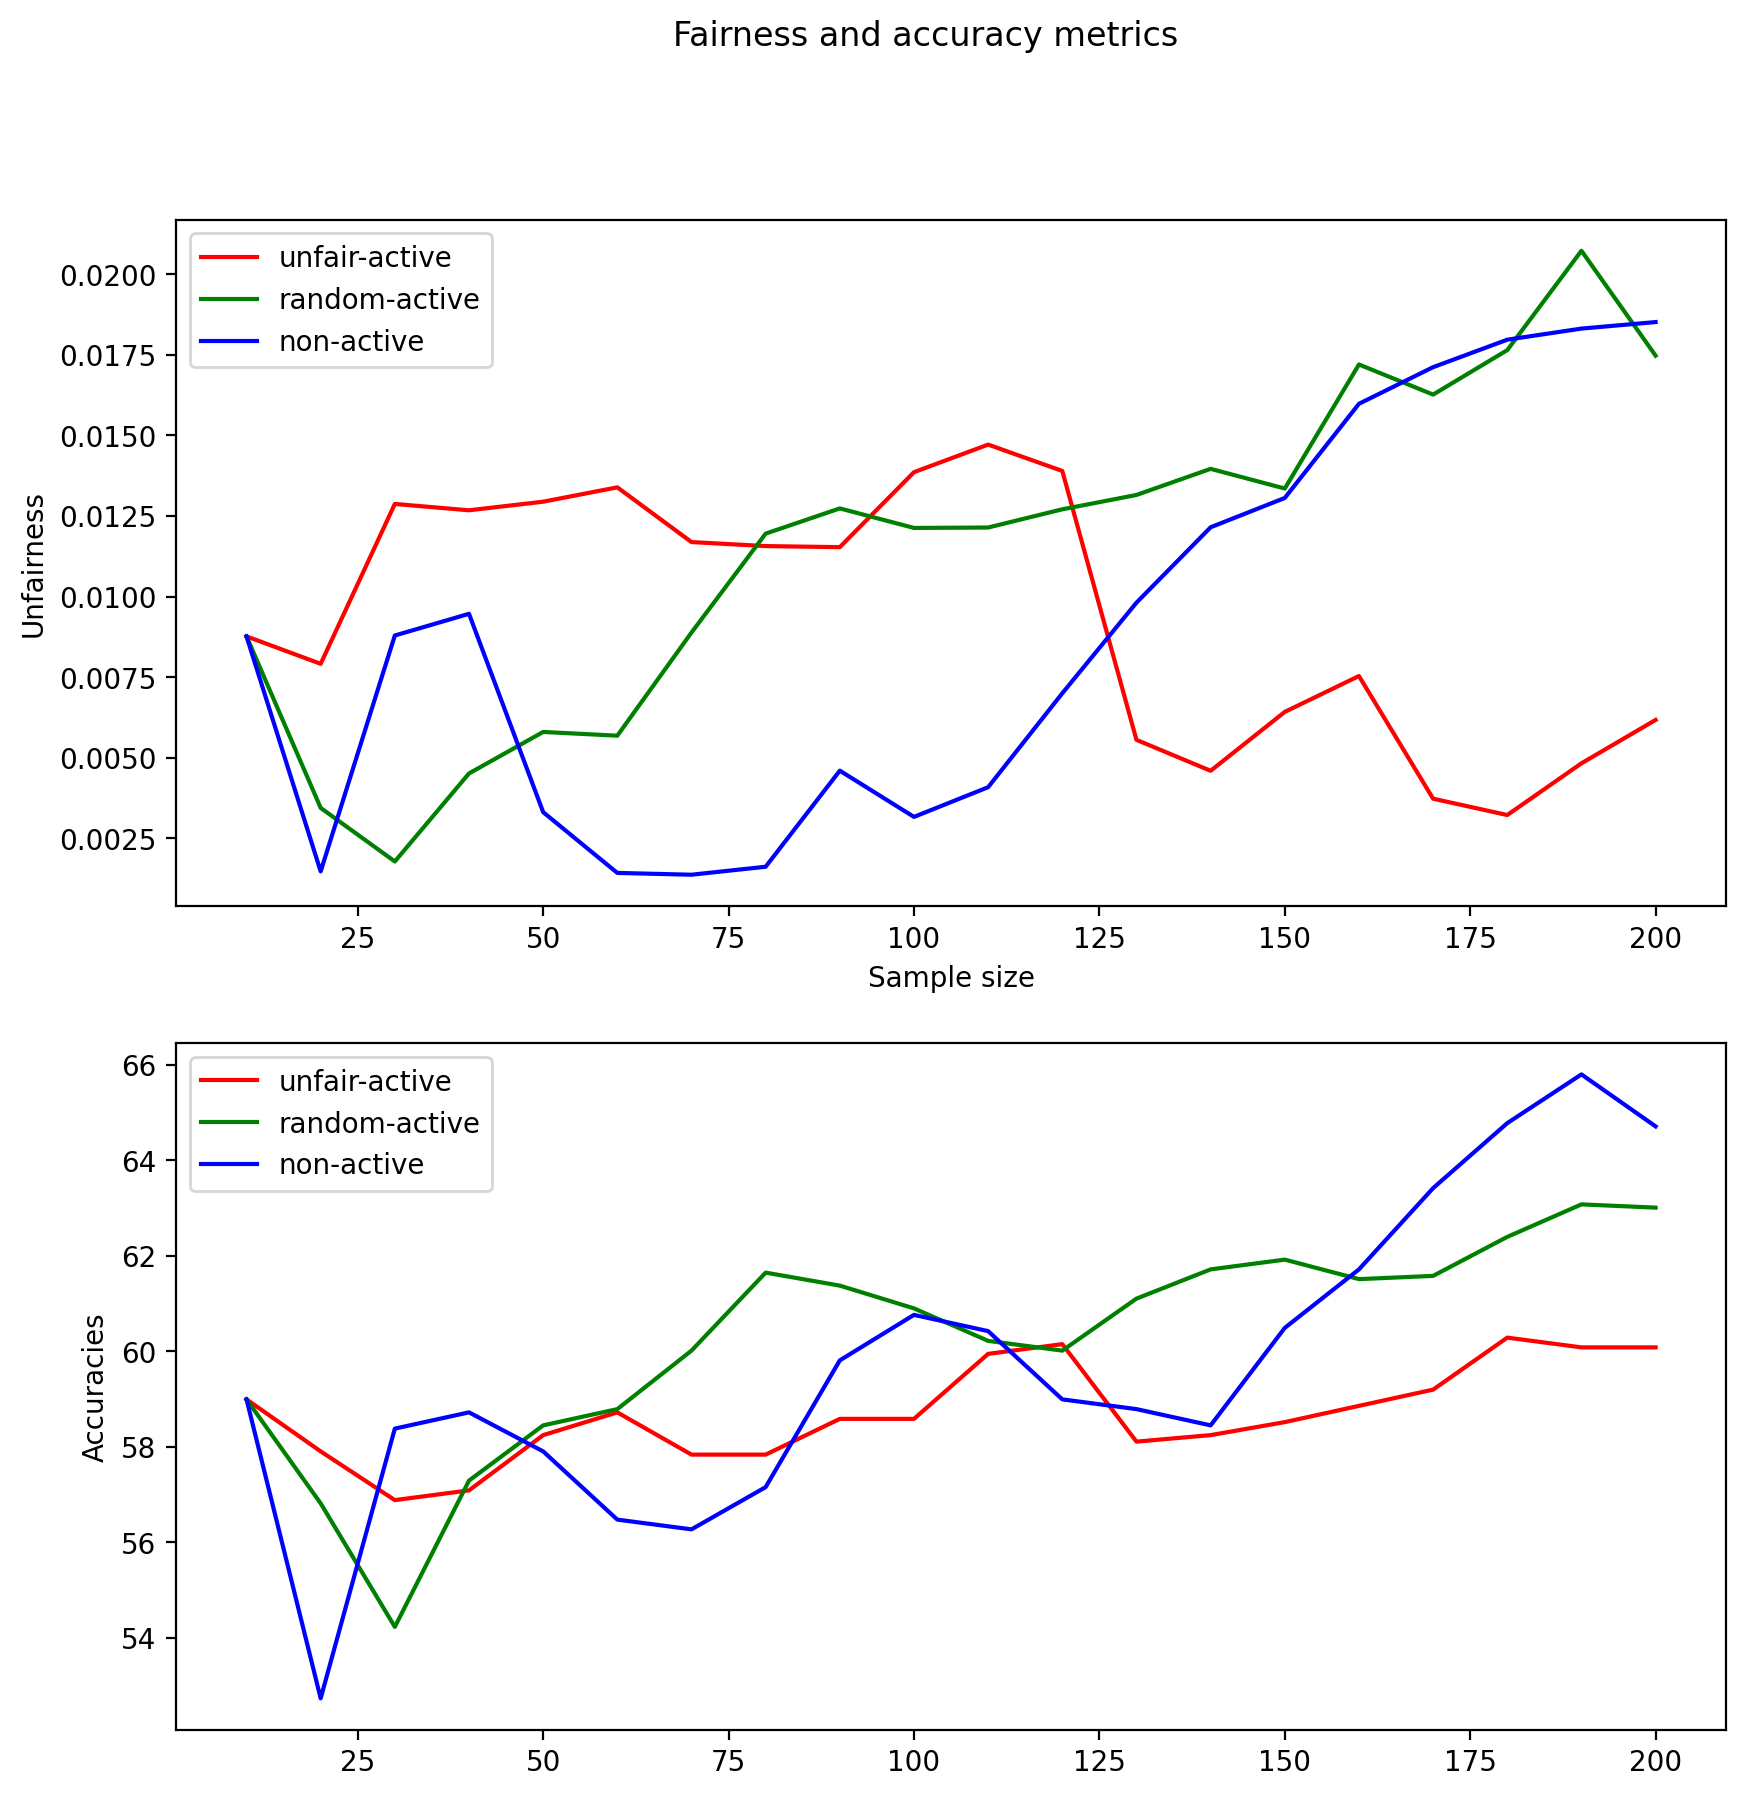 Fairness and accuracy metrics
unfair-active
random-active
non-active
0.0200
0.0175
0.0150
0.0125
0.0100
0.0075
0.0050
0.0025
Unfairness
25 50 75 100 125 150 175 200
Sample size
unfair-active
random-active
non-active
66
64
62
60
58
56
54
Accuracies
25 50 75 100 125 150 175 200